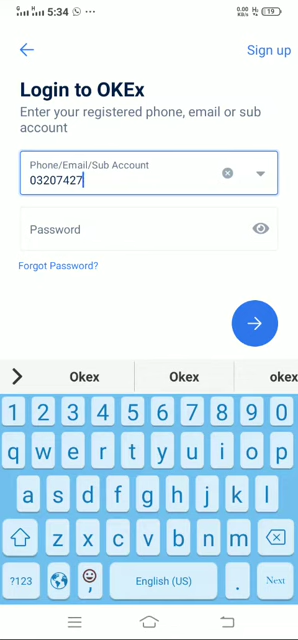 5:34
0.00
KB/s
19
Sign up
Login to OKEx
Enter your registered phone, email or sub
account
Phone/Email/Sub Account
03207427
Password
Forgot Password?
Okex Okex okex
1 2 3 4 5 6 7 8 9 0
q w e r t y u i o p
a s d f g h j k l
z x c v b n m
?123 , English (US) . Next